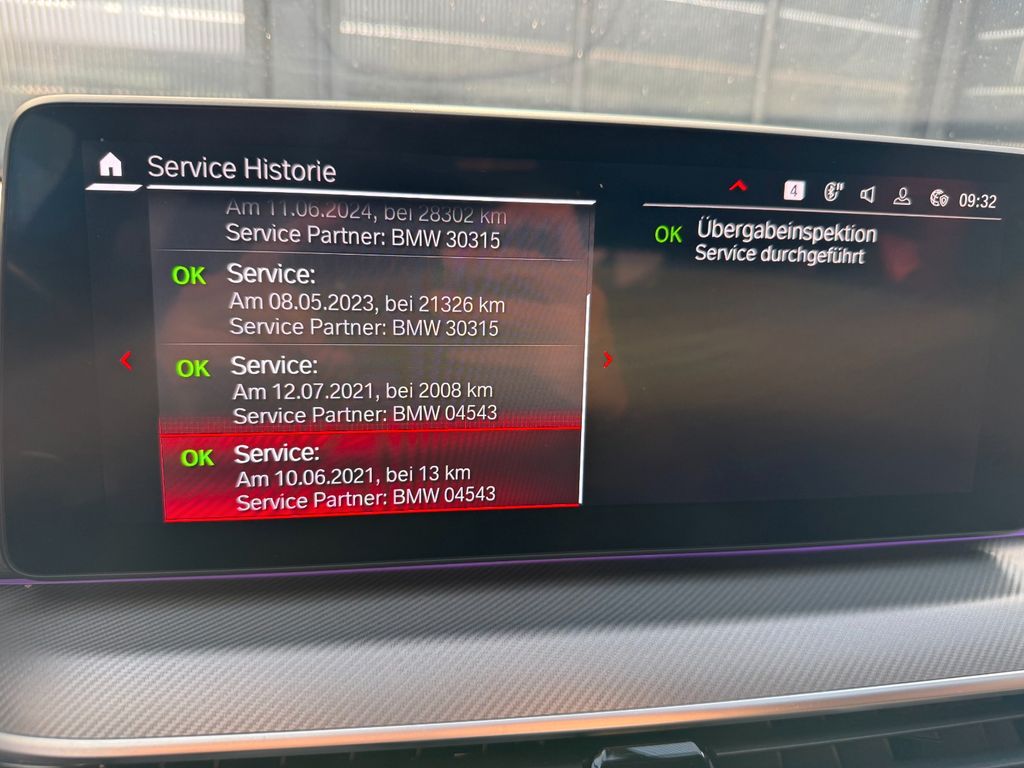 Service Historie
4
09:32
Am 11.06.2024, bei 28302 km
Service Partner: BMW 30315
OK Service:
Am 08.05.2023, bei 21326 km
Service Partner: BMW 30315
OK Service:
Am 12.07.2021, bei 2008 km
Service Partner: BMW 04543
OK Service:
Am 10.06.2021, bei 13 km
Service Partner: BMW 04543
OK Übergabeinspektion
Service durchgeführt